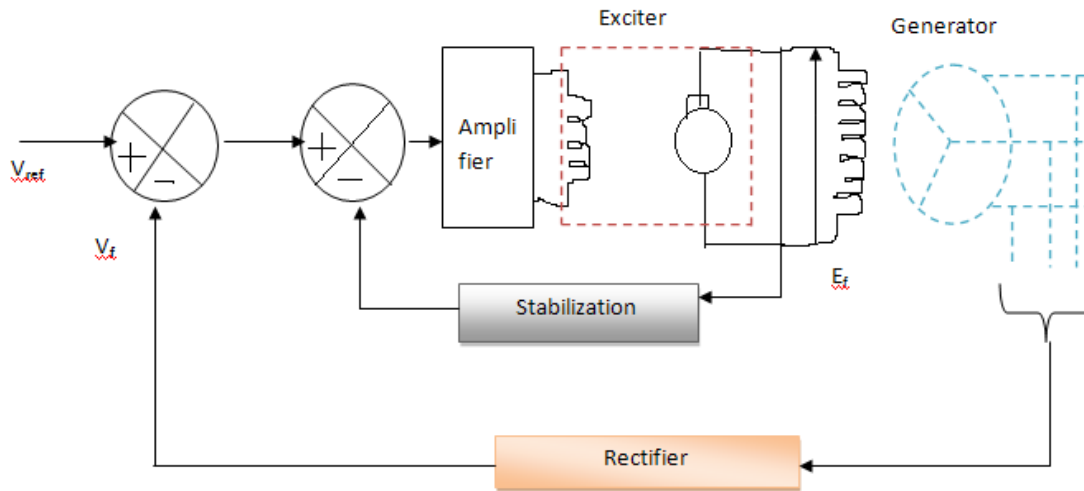 Exciter
Generator
Ampli
fier
+
−
+
−
Vref
Vf
Ef
Stabilization
Rectifier